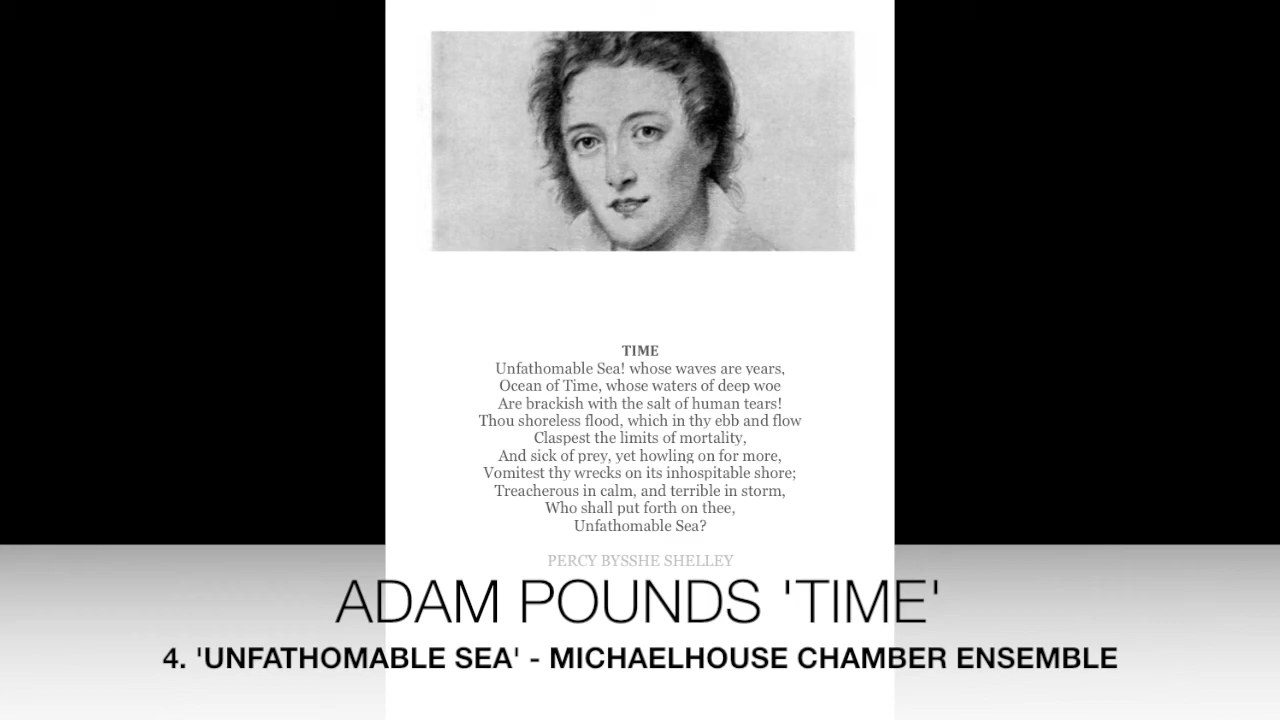 TIME
Unfathomable Sea! whose waves are years,
Ocean of Time, whose waters of deep woe
Are brackish with the salt of human tears!
Thou shoreless flood, which in thy ebb and flow
Claspest the limits of mortality,
And sick of prey, yet howling on for more,
Vomitest thy wrecks on its inhospitable shore;
Treacherous in calm, and terrible in storm,
Who shall put forth on thee,
Unfathomable Sea?
PERCY BYSSHE SHELLEY
ADAM POUNDS 'TIME'
4. 'UNFATHOMABLE SEA' - MICHAELHOUSE CHAMBER ENSEMBLE